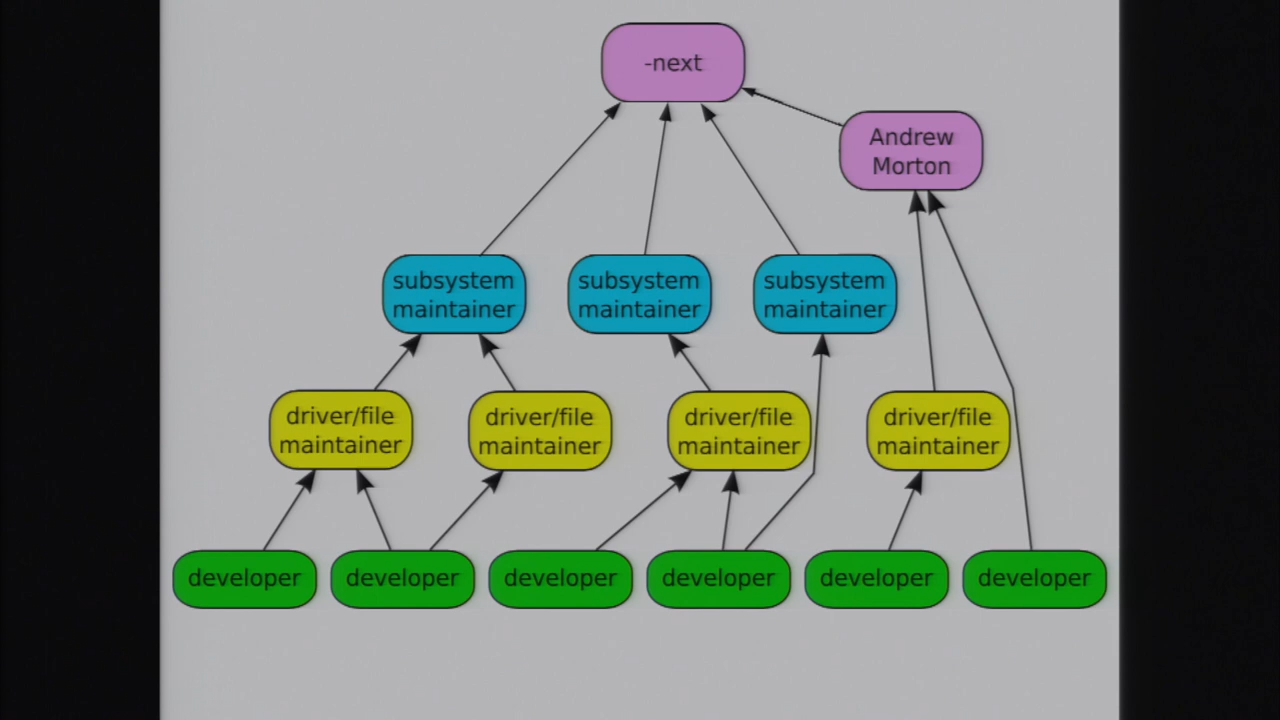 -next
Andrew
Morton
subsystem
maintainer
subsystem
maintainer
subsystem
maintainer
driver/file
maintainer
driver/file
maintainer
driver/file
maintainer
driver/file
maintainer
developer
developer
developer
developer
developer
developer